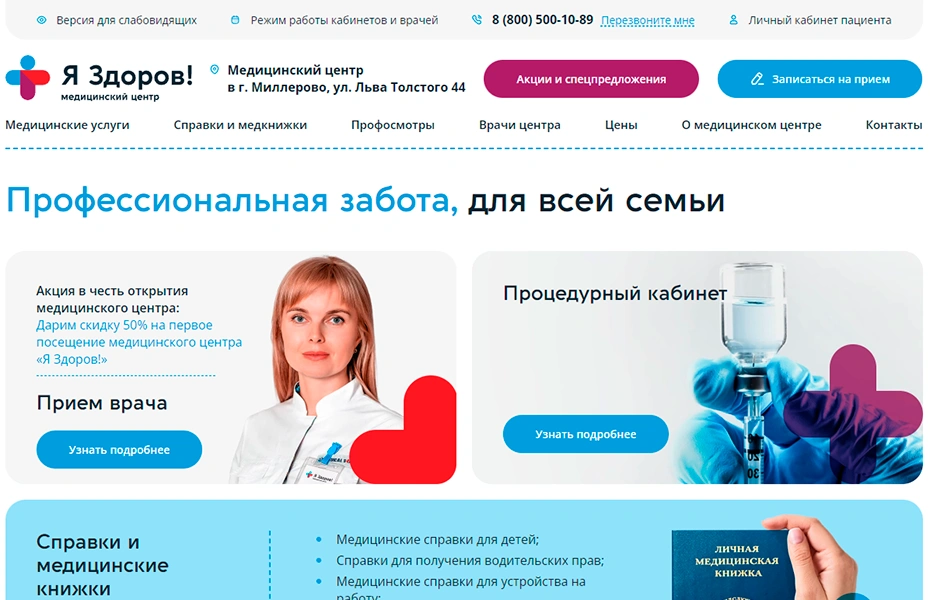 Версия для слабовидящих
Режим работы кабинетов и врачей
8 (800) 500-10-89 Перезвоните мне
Личный кабинет пациента
Я Здоров!
медицинский центр
Медицинский центр
в г. Миллерово, ул. Льва Толстого 44
Акции и спецпредложения
Записаться на прием
Медицинские услуги
Справки и медкнижки
Профосмотры
Врачи центра
Цены
О медицинском центре
Контакты
Профессиональная забота, для всей семьи
Акция в честь открытия
медицинского центра:
Дарим скидку 50% на первое
посещение медицинского центра
«Я Здоров!»
Прием врача
Узнать подробнее
Я Здоров!
Процедурный кабинет
Узнать подробнее
20
30
Справки и
медицинские
книжки
Медицинские справки для детей;
Справки для получения водительских прав;
Медицинские справки для устройства на
работу;
ЛИЧНАЯ
МЕДИЦИНСКАЯ
КНИЖКА